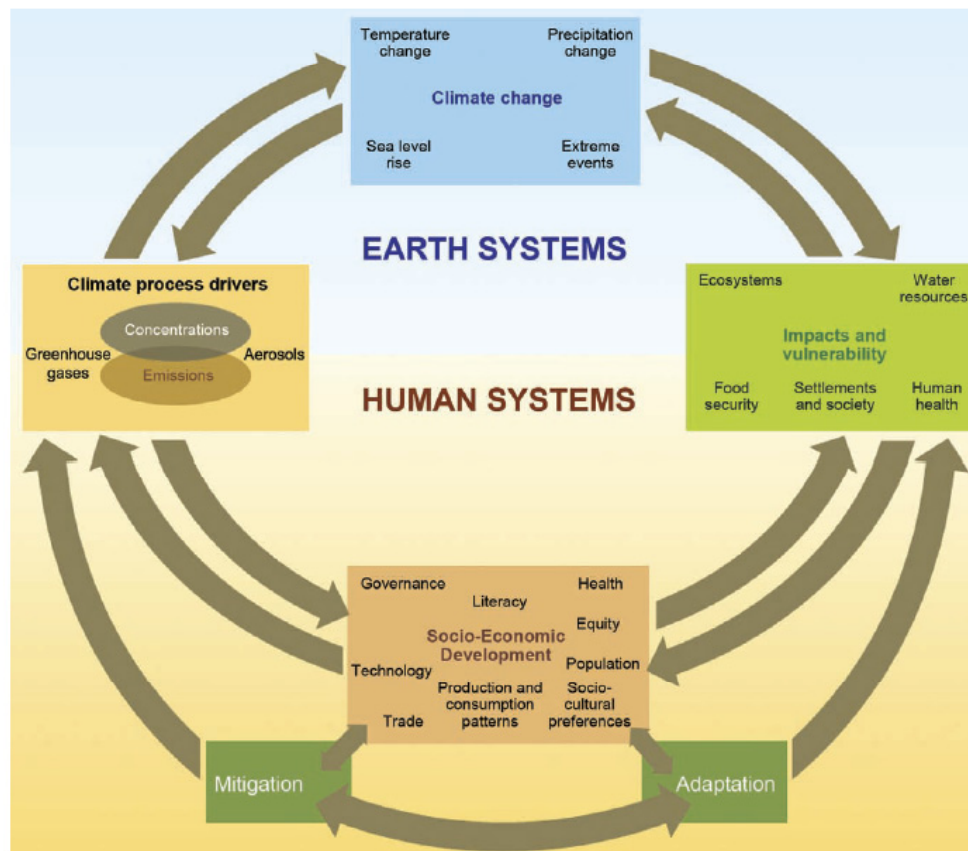 Temperature
change
Precipitation
change
Climate change
Sea level
rise
Extreme
events
EARTH SYSTEMS
Climate process drivers
Concentrations
Greenhouse
gases
Aerosols
Emissions
Ecosystems
Water
resources
Impacts and
vulnerability
Food
security
Settlements
and society
Human
health
HUMAN SYSTEMS
Governance
Literacy
Health
Equity
Socio-Economic
Development
Technology
Population
Production and
consumption
patterns
Socio-
cultural
preferences
Trade
Mitigation
Adaptation